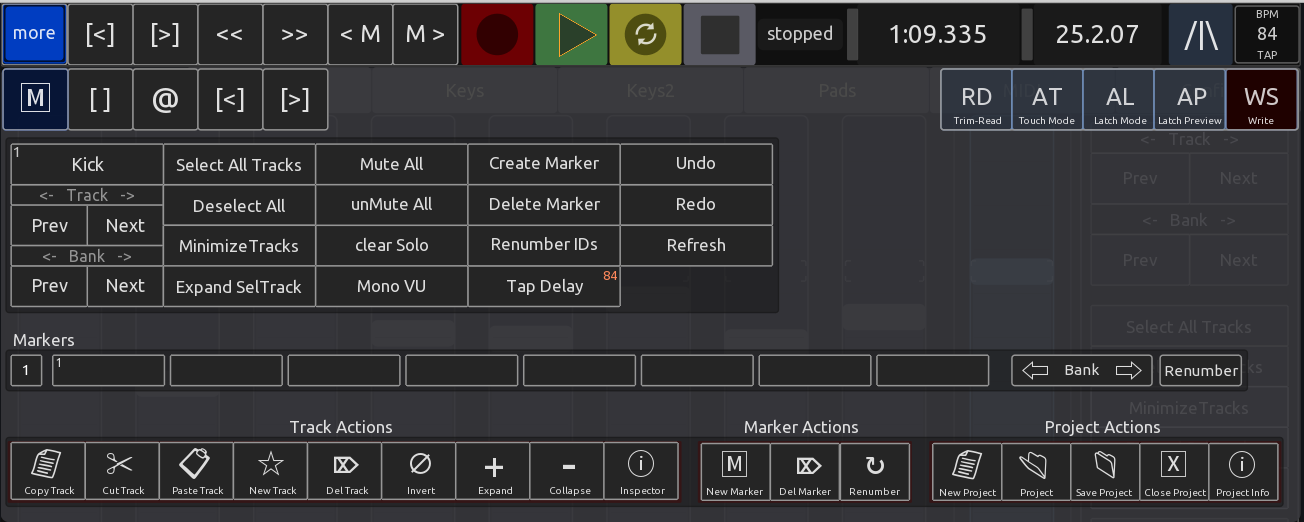 more [<] [>] << >> < M M > stopped 1:09.335 25.2.07 /|\ BPM
84
TAP
M [ ] @ [<] [>] Keys Keys2 Pads RD AT AL AP WS
Trim-Read Touch Mode Latch Mode Latch Preview Write
1 Kick Select All Tracks Mute All Create Marker Undo
<- Track -> Deselect All unMute All Delete Marker Redo
Prev Next MinimizeTracks clear Solo Renumber IDs Refresh
<- Bank ->
Prev Next Expand SelTrack Mono VU Tap Delay 84
<- Track ->
Prev Next
<- Bank ->
Prev Next
Select All Tracks
MinimizeTracks
Markers
1 1 Bank Renumber
Track Actions Marker Actions Project Actions
Copy Track Cut Track Paste Track New Track Del Track Invert Expand Collapse Inspector M New Marker Del Marker Renumber New Project Project Save Project X Close Project Project Info